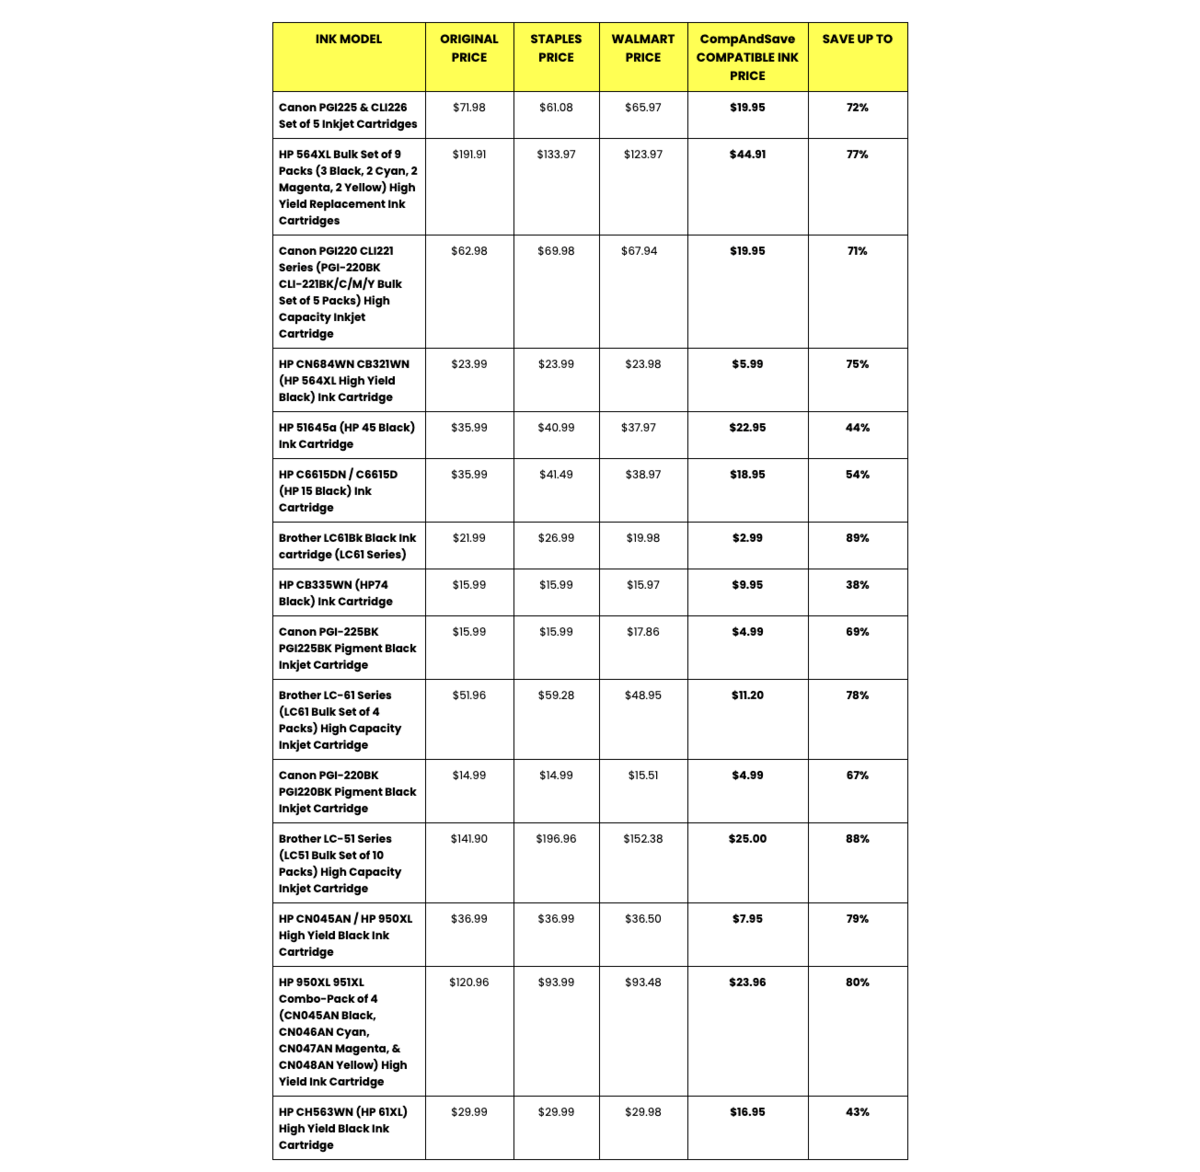 INK MODEL
ORIGINAL
PRICE
STAPLES
PRICE
WALMART
PRICE
CompAndSave
COMPATIBLE INK
PRICE
SAVE UP TO
Canon PGI225 & CLI226
Set of 5 Inkjet Cartridges
$71.98
$61.08
$65.97
$19.95
72%
HP 564XL Bulk Set of 9
Packs (3 Black, 2 Cyan, 2
Magenta, 2 Yellow) High
Yield Replacement Ink
Cartridges
$191.91
$133.97
$123.97
$44.91
77%
Canon PGI220 CLI221
Series (PGI-220BK
CLI-221BK/C/M/Y Bulk
Set of 5 Packs) High
Capacity Inkjet
Cartridge
$62.98
$69.98
$67.94
$19.95
71%
HP CN684WN CB321WN
(HP 564XL High Yield
Black) Ink Cartridge
$23.99
$23.99
$23.98
$5.99
75%
HP 51645a (HP 45 Black)
Ink Cartridge
$35.99
$40.99
$37.97
$22.95
44%
HP C6615DN / C6615D
(HP 15 Black) Ink
Cartridge
$35.99
$41.49
$38.97
$18.95
54%
Brother LC61Bk Black Ink
cartridge (LC61 Series)
$21.99
$26.99
$19.98
$2.99
89%
HP CB335WN (HP74
Black) Ink Cartridge
$15.99
$15.99
$15.97
$9.95
38%
Canon PGI-225BK
PGI225BK Pigment Black
Inkjet Cartridge
$15.99
$15.99
$17.86
$4.99
69%
Brother LC-61 Series
(LC61 Bulk Set of 4
Packs) High Capacity
Inkjet Cartridge
$51.96
$59.28
$48.95
$11.20
78%
Canon PGI-220BK
PGI220BK Pigment Black
Inkjet Cartridge
$14.99
$14.99
$15.51
$4.99
67%
Brother LC-51 Series
(LC51 Bulk Set of 10
Packs) High Capacity
Inkjet Cartridge
$141.90
$196.96
$152.38
$25.00
88%
HP CN045AN / HP 950XL
High Yield Black Ink
Cartridge
$36.99
$36.99
$36.50
$7.95
79%
HP 950XL 951XL
Combo-Pack of 4
(CN045AN Black,
CN046AN Cyan,
CN047AN Magenta, &
CN048AN Yellow) High
Yield Ink Cartridge
$120.96
$93.99
$93.48
$23.96
80%
HP CH563WN (HP 61XL)
High Yield Black Ink
Cartridge
$29.99
$29.99
$29.98
$16.95
43%